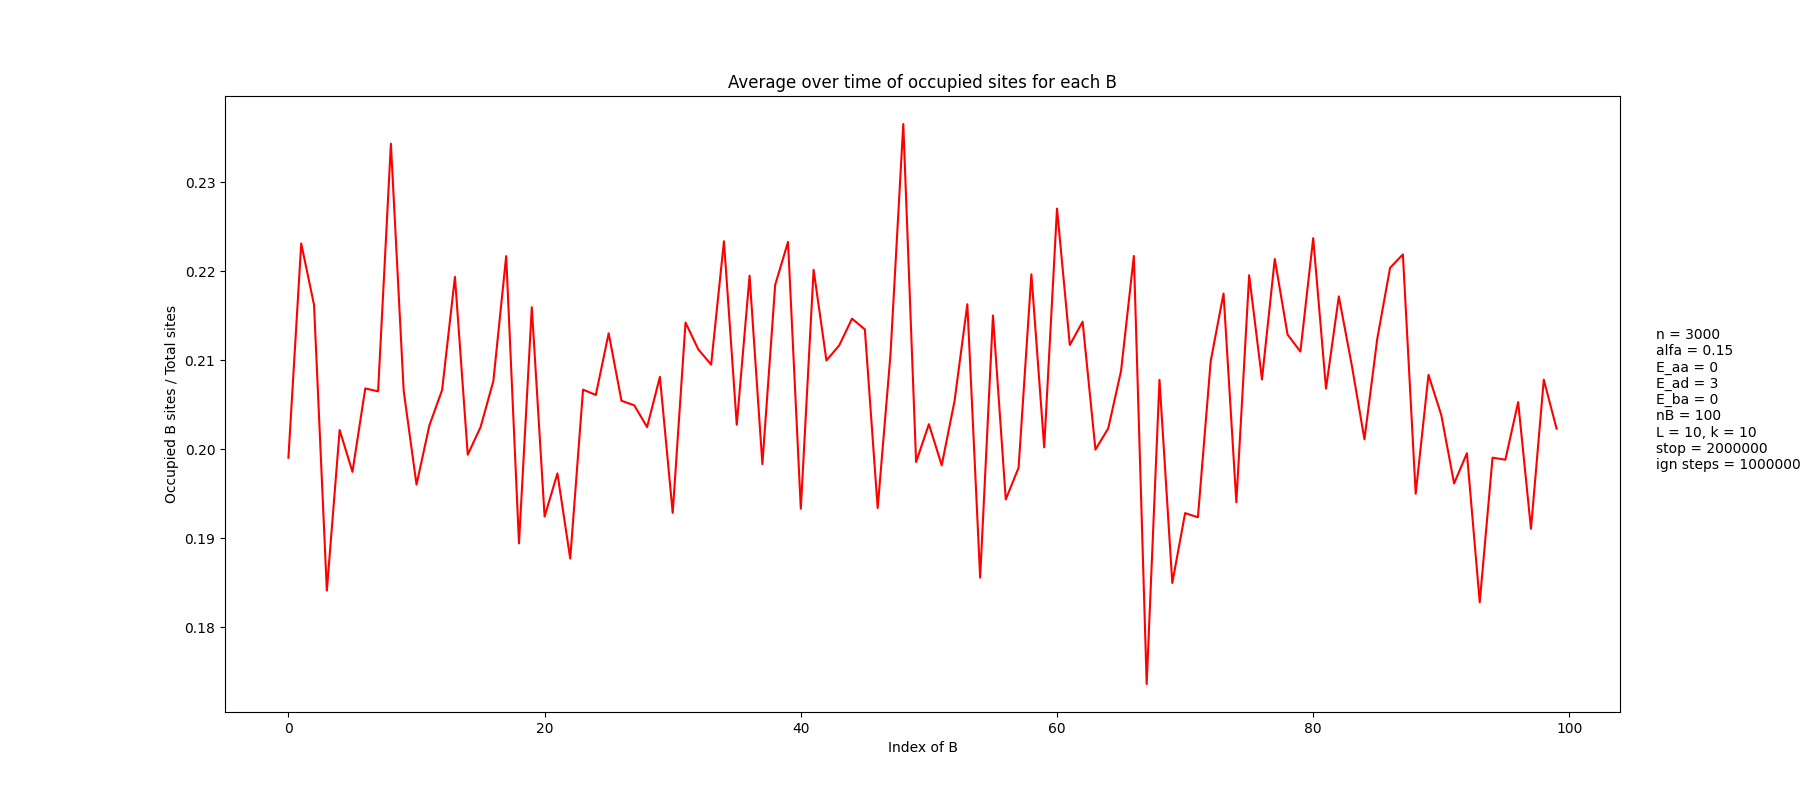 Average over time of occupied sites for each B
Occupied B sites / Total sites
0.23
0.22
0.21
0.20
0.19
0.18
0
20
40
60
80
100
Index of B
n = 3000
alfa = 0.15
E_aa = 0
E_ad = 3
E_ba = 0
nB = 100
L = 10, k = 10
stop = 2000000
ign steps = 1000000